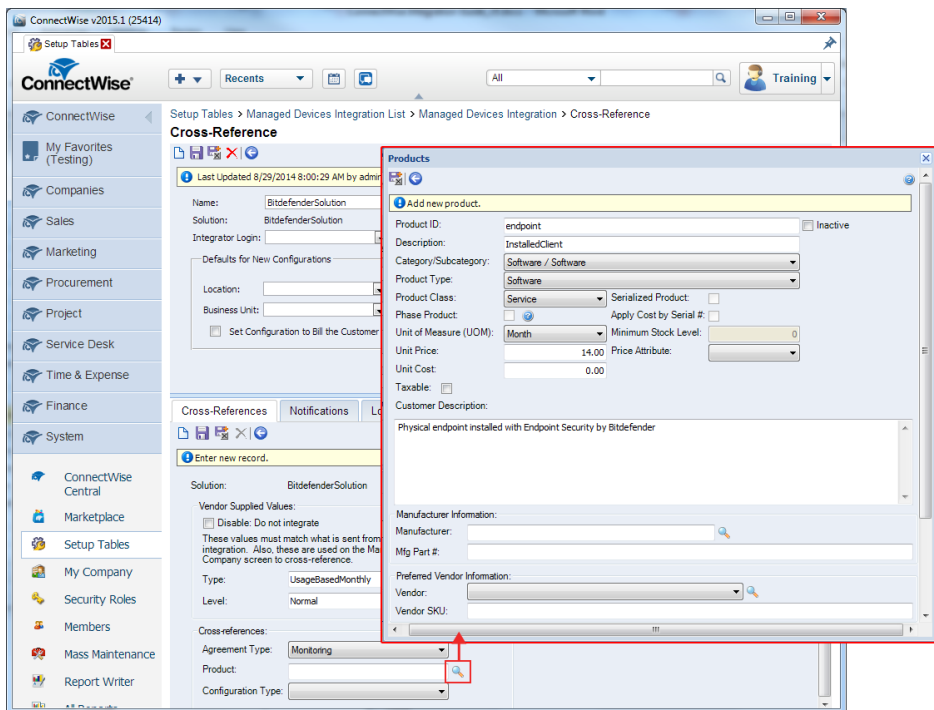 ConnectWise v2015.1 (25414)
Setup Tables
ConnectWise
Recents
All
Training
ConnectWise
My Favorites
(Testing)
Companies
Sales
Marketing
Procurement
Project
Service Desk
Time & Expense
Finance
System
ConnectWise
Central
Marketplace
Setup Tables
My Company
Security Roles
Members
Mass Maintenance
Report Writer
Setup Tables > Managed Devices Integration List > Managed Devices Integration > Cross-Reference
Cross-Reference
Last Updated 8/29/2014 8:00:29 AM by admin
Name: BitdefenderSolution
Solution: BitdefenderSolution
Integrator Login:
Defaults for New Configurations
Location:
Business Unit:
Set Configuration to Bill the Customer
Cross-References Notifications
Enter new record.
Solution: BitdefenderSolution
Vendor Supplied Values:
Disable: Do not integrate
These values must match what is sent from
integration. Also, these are used on the
Company screen to cross-reference.
Type: UsageBasedMonthly
Level: Normal
Cross-references:
Agreement Type: Monitoring
Product:
Configuration Type:
Products
Add new product.
Product ID: endpoint Inactive
Description: InstalledClient
Category/Subcategory: Software / Software
Product Type: Software
Product Class: Service Serialized Product:
Phase Product: Apply Cost by Serial #:
Unit of Measure (UOM): Month Minimum Stock Level: 0
Unit Price: 14.00 Price Attribute:
Unit Cost: 0.00
Taxable:
Customer Description:
Physical endpoint installed with Endpoint Security by Bitdefender
Manufacturer Information:
Manufacturer:
Mfg Part #:
Preferred Vendor Information:
Vendor:
Vendor SKU: